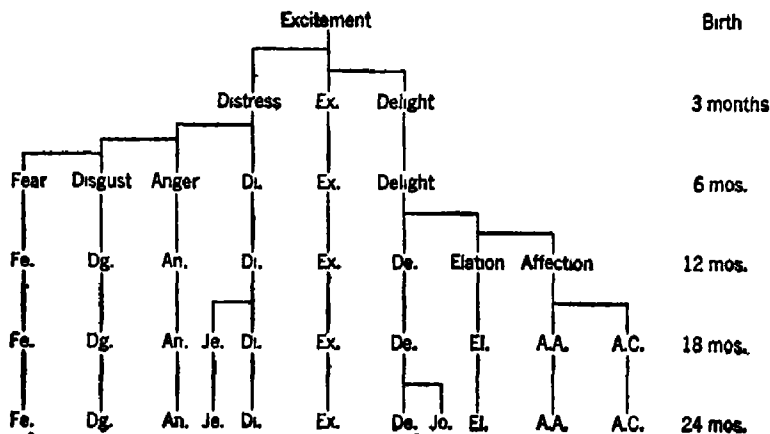 Excitement Birth
Distress Ex. Delight 3 months
Fear Disgust Anger Di. Ex. Delight 6 mos.
Fe. Dg. An. Di. Ex. De. Elation Affection 12 mos.
Fe. Dg. An. Je. Di. Ex. De. El. A.A. A.C. 18 mos.
Fe. Dg. An. Je. Di. Ex. De. Jo. El. A.A. A.C. 24 mos.